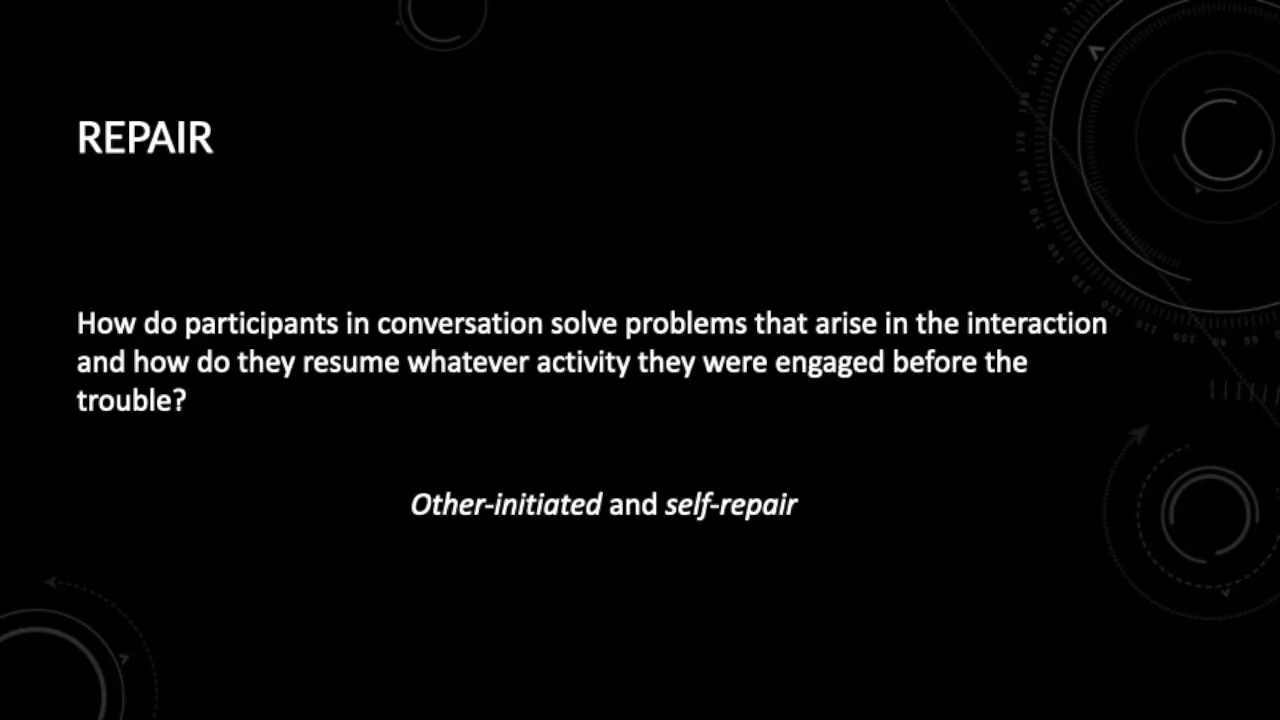 REPAIR
How do participants in conversation solve problems that arise in the interaction
and how do they resume whatever activity they were engaged before the
trouble?
Other-initiated and self-repair